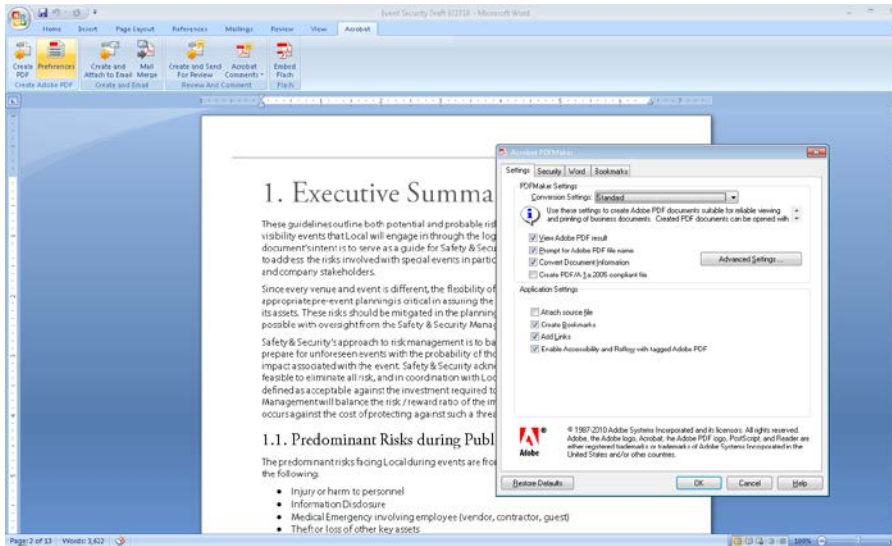 Event Security Draft 032310 - Microsoft Word
Home Insert Page Layout References Mailings Review View Acrobat
Create PDF
Preferences
Create and Attach to Email
Mail Merge
Create and Send For Review
Acrobat Comments
Embed Flash
Create Adobe PDF
Create and Email
Review And Comment
Flash
1. Executive Summa
These guidelines outline both potential and probable ris
visibility events that Local will engage in through the log
document's intent is to serve as a guide for Safety & Secu
to address the risks involved with special events in partic
and company stakeholders.
Since every venue and event is different, the flexibility of
appropriate pre-event planning is critical in assuring the
its assets. These risks should be mitigated in the planning
possible with oversight from the Safety & Security Manag
Safety & Security's approach to risk management is to ba
prepare for unforeseen events with the probability of tho
impact associated with the event. Safety & Security ackn
feasible to eliminate all risk, and in coordination with Loc
defined as acceptable against the investment required to
Management will balance the risk / reward ratio of the im
occurs against the cost of protecting against such a threa
1.1. Predominant Risks during Publ
The predominant risks facing Local during events are fro
the following:
• Injury or harm to personnel
• Information Disclosure
• Medical Emergency involving employee (vendor, contractor, guest)
• Theft or loss of other key assets
Acrobat PDFMaker
Settings Security Word Bookmarks
PDFMaker Settings
Conversion Settings: Standard
Use these settings to create Adobe PDF documents suitable for reliable viewing
and printing of business documents. Created PDF documents can be opened with
View Adobe PDF result
Prompt for Adobe PDF file name
Convert Document Information
Advanced Settings ...
Create PDF/A-1a:2005 compliant file
Application Settings
Attach source file
Create Bookmarks
Add Links
Enable Accessibility and Reflow with tagged Adobe PDF
Adobe
© 1987-2010 Adobe Systems Incorporated and its licensors. All rights reserved.
Adobe, the Adobe logo, Acrobat, the Adobe PDF logo, PostScript, and Reader are
either registered trademarks or trademarks of Adobe Systems Incorporated in the
United States and/or other countries.
Restore Defaults OK Cancel Help
Page: 2 of 13 Words: 3,622 100%